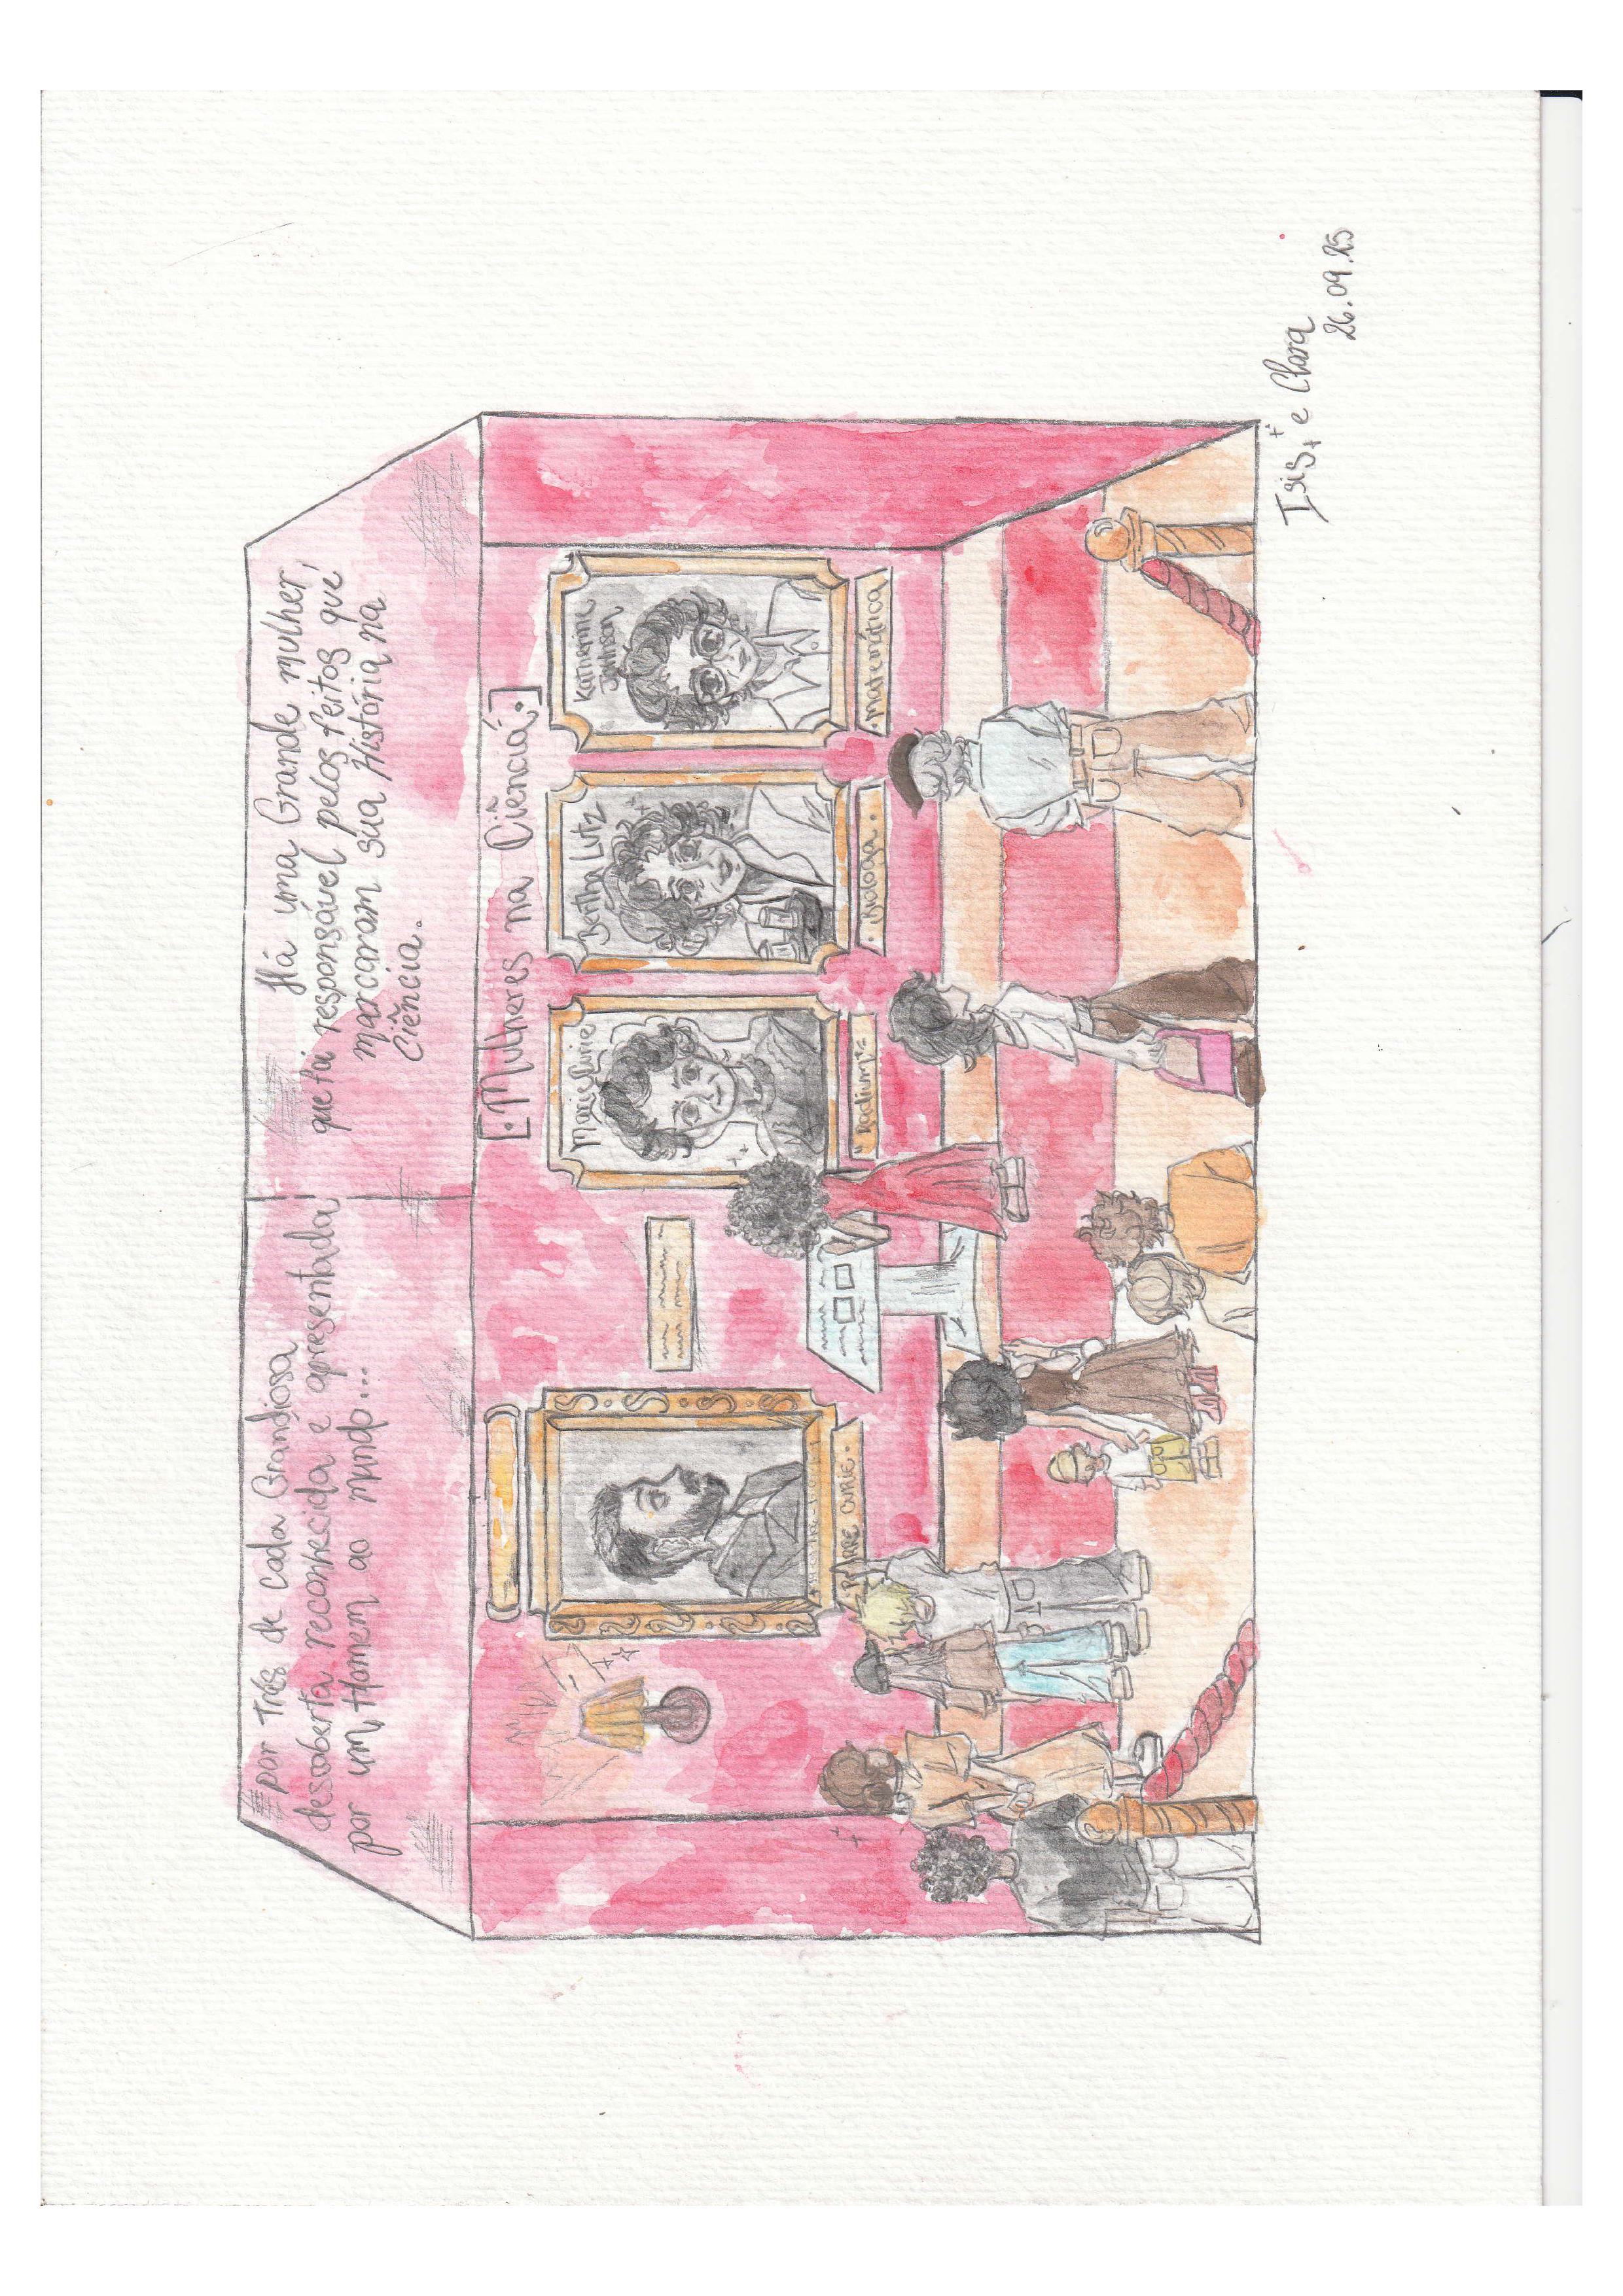 por Trés de cada Grandiosa
descoberta reconhecida e apresentada
por um Homem ao mundo...
Há uma Grande mulher,
que tá responsável pelos feitos que
marcaram sua História na
Ciência.
[•Mulheres na Ciência•]
Marie Curie
Bertha Lutz
Katherine
Johnson
PIERRE CURIE.
"Radium"
•Biologa•
•Matemática
Isis e Clara
26.09.25